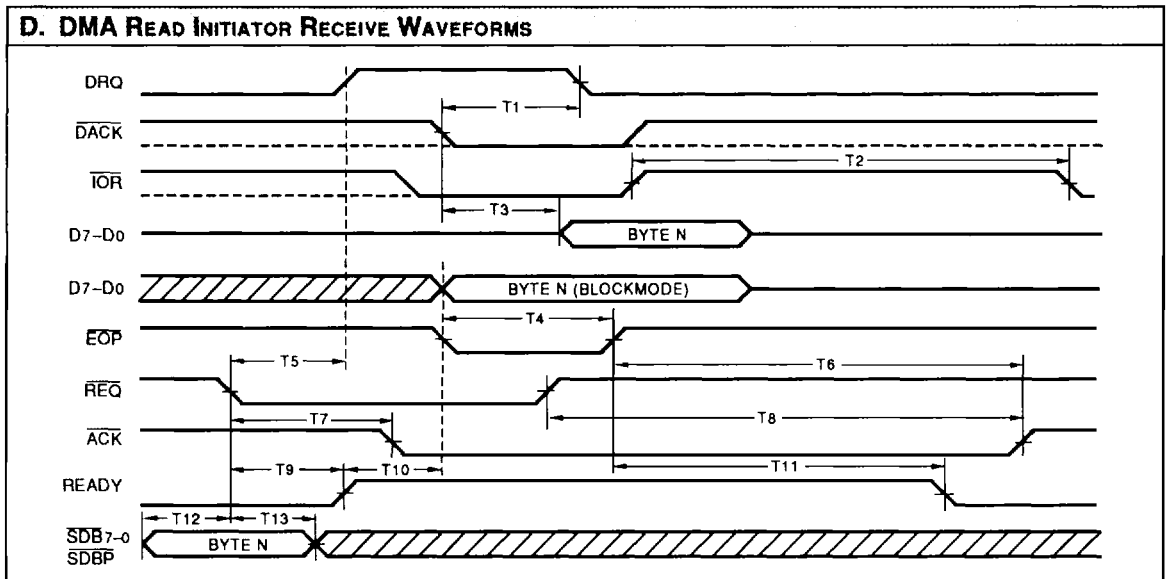 D. DMA READ INITIATOR RECEIVE WAVEFORMS
DRQ
T1
DACK
T2
IOR
T3
D7–D0
BYTE N
D7–D0
BYTE N (BLOCKMODE)
T4
EOP
T5
T6
REQ
T7
T8
ACK
T9
T10
T11
READY
T12
T13
SDB7–0
BYTE N
SDBP